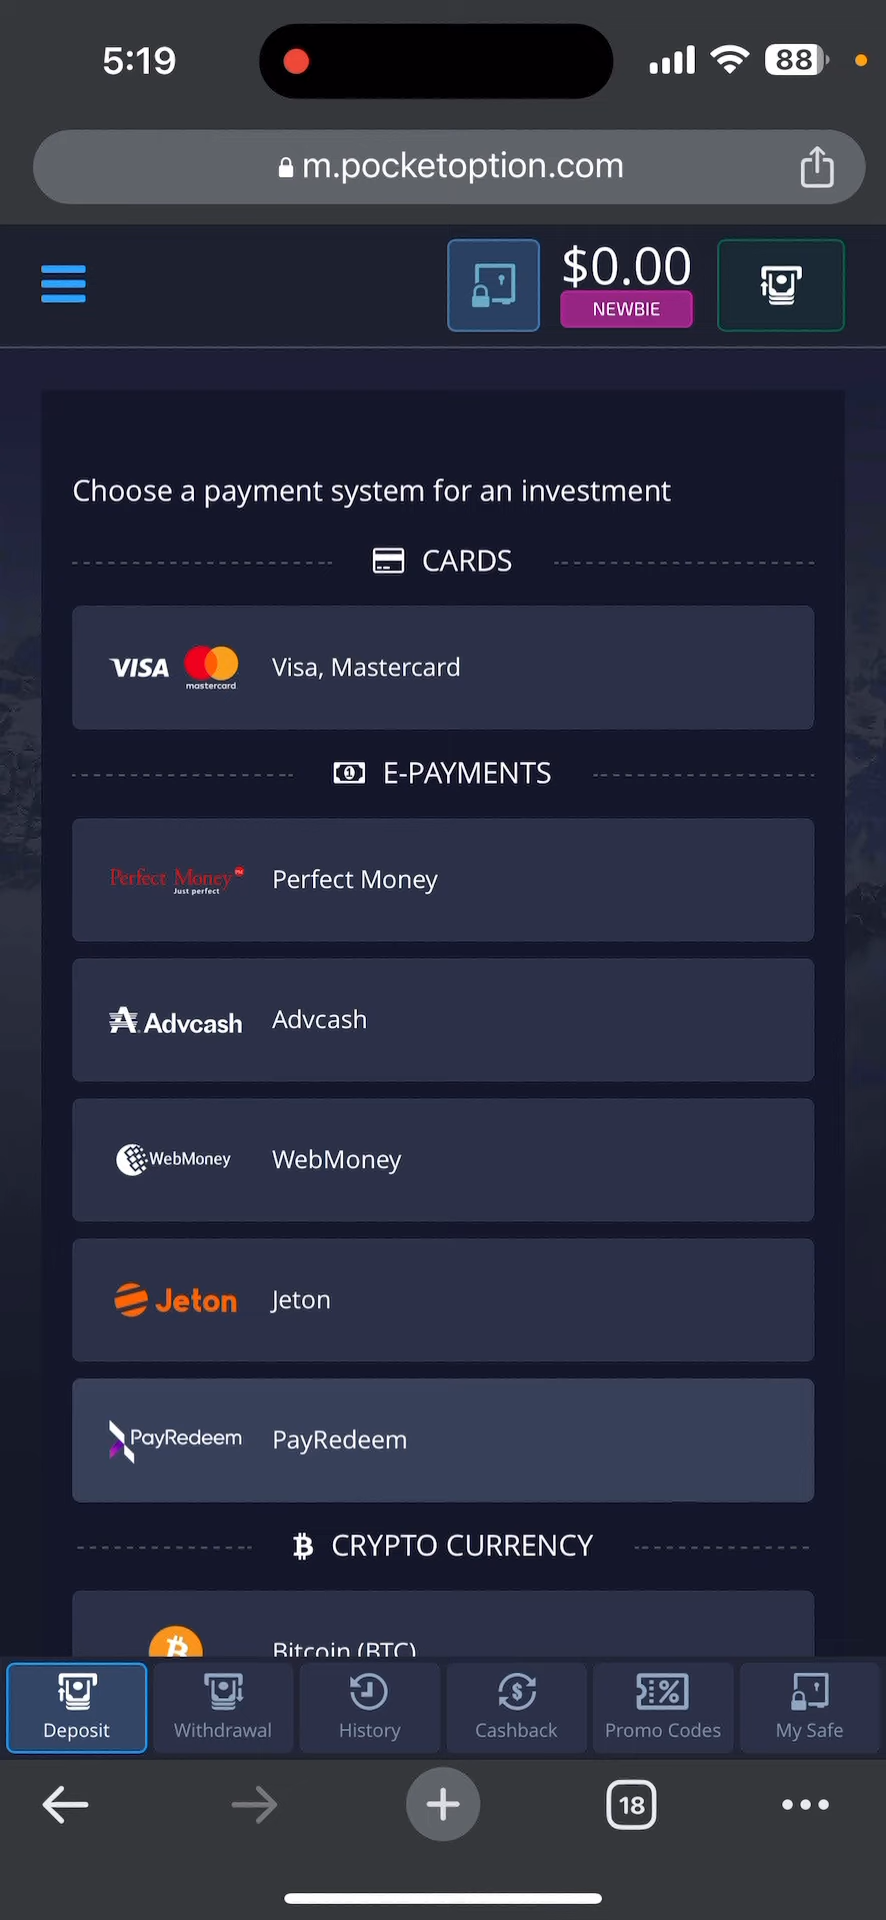 5:19
88
m.pocketoption.com
$0.00
NEWBIE
Choose a payment system for an investment
CARDS
VISA mastercard Visa, Mastercard
E-PAYMENTS
Perfect Money PM
Just perfect
Perfect Money
Advcash Advcash
WebMoney WebMoney
Jeton Jeton
PayRedeem PayRedeem
CRYPTO CURRENCY
Bitcoin (BTC)
Deposit Withdrawal History Cashback Promo Codes My Safe
18